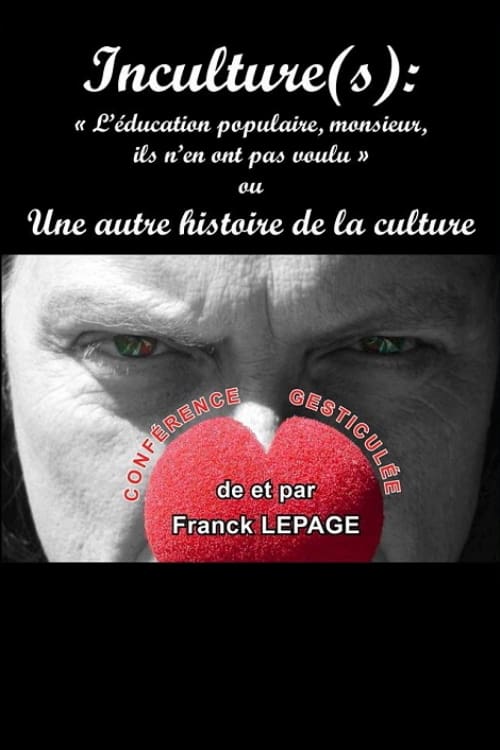 Inculture(s):
« L'éducation populaire, monsieur,
ils n'en ont pas voulu »
ou
Une autre histoire de la culture
CONFÉRENCE GESTICULÉE
de et par
Franck LEPAGE